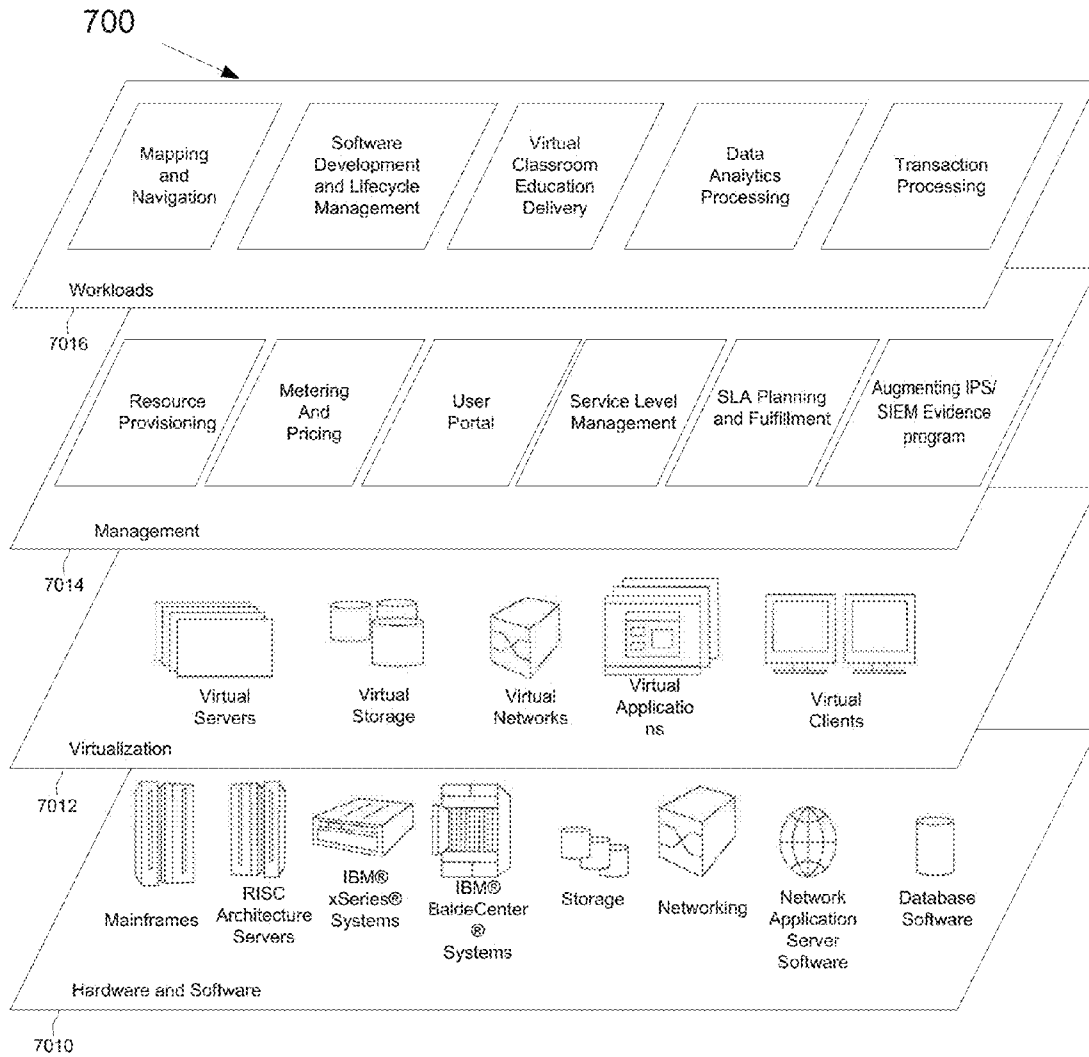 700
Mapping
and
Navigation
Software
Development
and Lifecycle
Management
Virtual
Classroom
Education
Delivery
Data
Analytics
Processing
Transaction
Processing
Workloads
7016
Resource
Provisioning
Metering
And
Pricing
User
Portal
Service Level
Management
SLA Planning
and Fulfillment
Augmenting IPS/
SIEM Evidence
program
Management
7014
Virtual
Servers
Virtual
Storage
Virtual
Networks
Virtual
Applicatio
ns
Virtual
Clients
Virtualization
7012
Mainframes
RISC
Architecture
Servers
IBM®
xSeries®
Systems
IBM®
BaldeCenter
®
Systems
Storage
Networking
Network
Application
Server
Software
Database
Software
Hardware and Software
7010